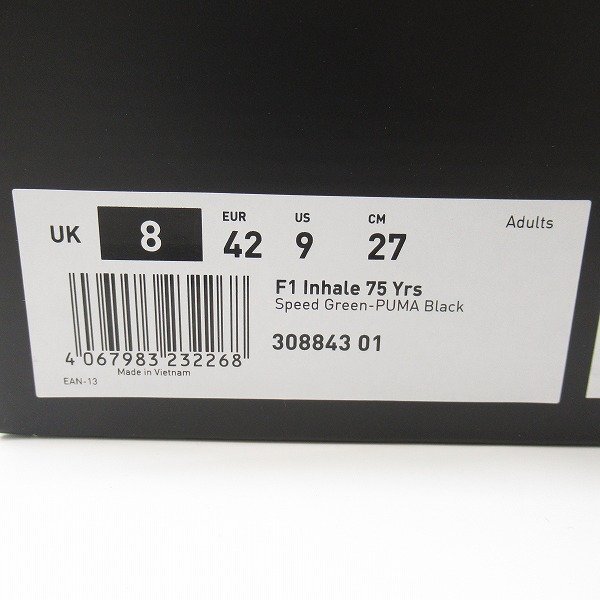 UK 8 EUR 42 US 9 CM 27 Adults
F1 Inhale 75 Yrs
Speed Green-PUMA Black
308843 01
4 067983 232268
Made in Vietnam
EAN-13